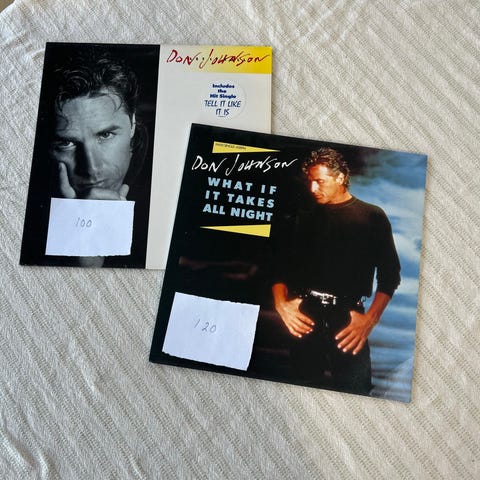 DON JOHNSON
Includes
the
Hit Single
TELL IT LIKE
IT IS
100
DON JOHNSON
WHAT IF
IT TAKES
ALL NIGHT
120